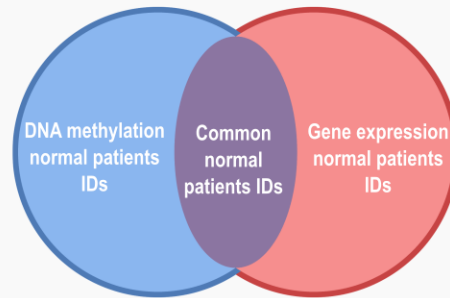 DNA methylation
normal patients
IDs
Common
normal
patients IDs
Gene expression
normal patients
IDs